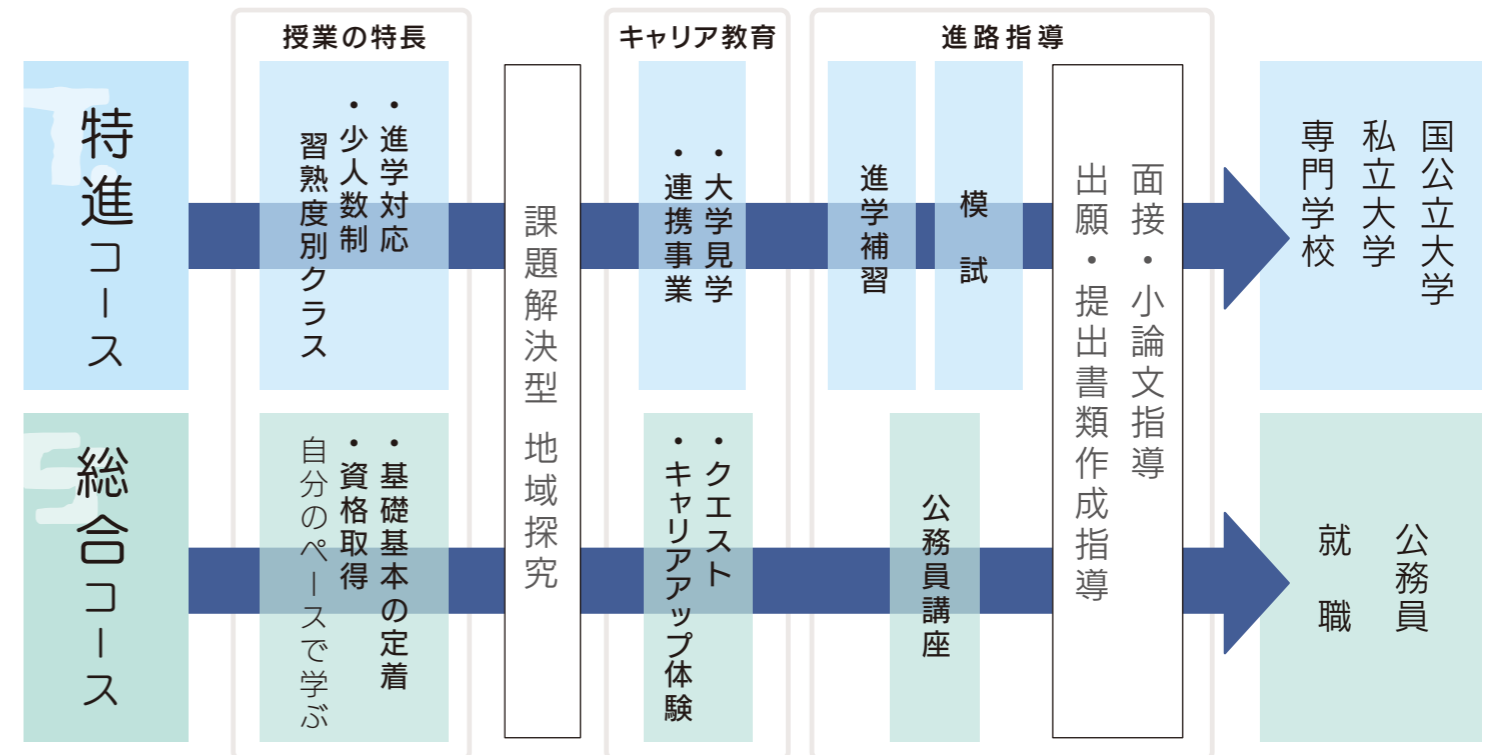 授業の特長
キャリア教育
進路指導
T.
特進コース
・進学対応
・少人数制
習熟度別クラス
課題解決型 地域探究
・大学見学
・連携事業
進学補習
模試
面接・小論文指導
出願・提出書類作成指導
国公立大学
私立大学
専門学校
S
総合コース
・基礎基本の定着
・資格取得
自分のペースで学ぶ
・クエスト
・キャリアアップ体験
公務員講座
公務員
就職